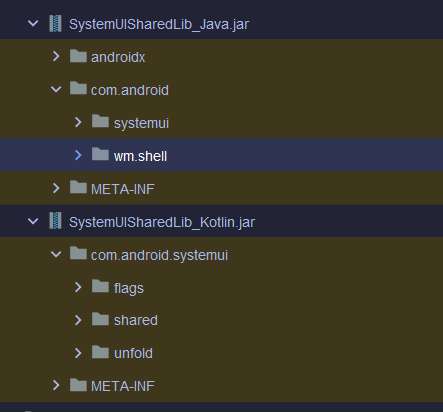 SystemUISharedLib_Java.jar
androidx
com.android
systemui
wm.shell
META-INF
SystemUISharedLib_Kotlin.jar
com.android.systemui
flags
shared
unfold
META-INF